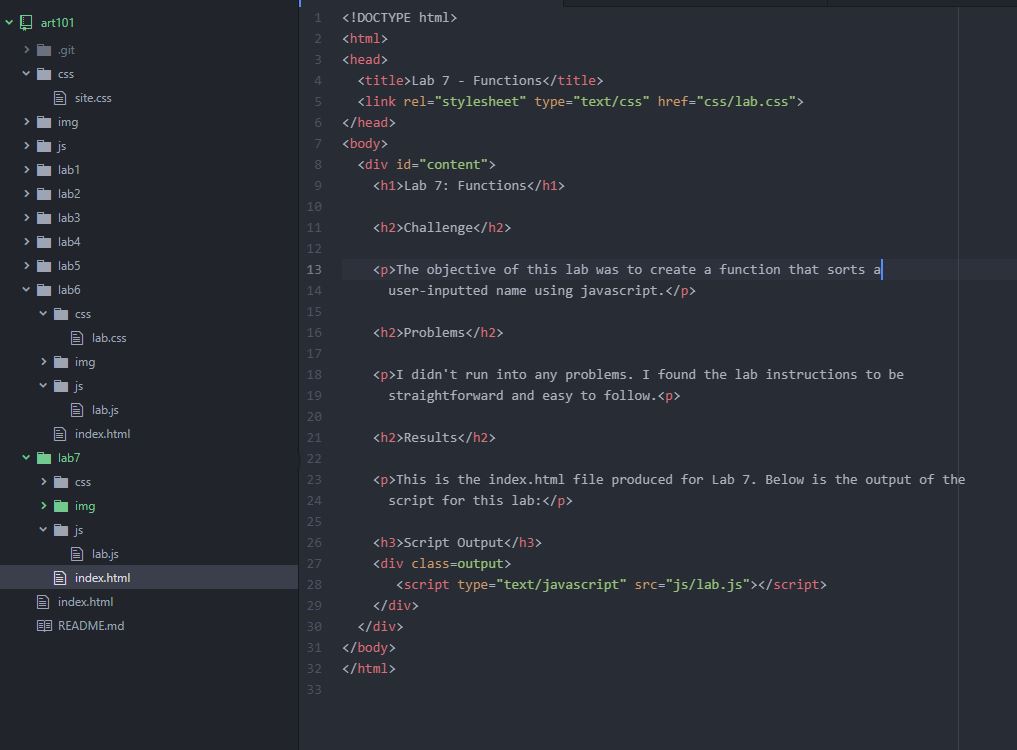 art101
.git
css
site.css
img
js
lab1
lab2
lab3
lab4
lab5
lab6
css
lab.css
img
js
lab.js
index.html
lab7
css
img
js
lab.js
index.html
index.html
README.md
1 <!DOCTYPE html>
2 <html>
3 <head>
4   <title>Lab 7 - Functions</title>
5   <link rel="stylesheet" type="text/css" href="css/lab.css">
6 </head>
7 <body>
8   <div id="content">
9     <h1>Lab 7: Functions</h1>
10
11     <h2>Challenge</h2>
12
13     <p>The objective of this lab was to create a function that sorts a
14       user-inputted name using javascript.</p>
15
16     <h2>Problems</h2>
17
18     <p>I didn't run into any problems. I found the lab instructions to be
19       straightforward and easy to follow.<p>
20
21     <h2>Results</h2>
22
23     <p>This is the index.html file produced for Lab 7. Below is the output of the
24       script for this lab:</p>
25
26     <h3>Script Output</h3>
27     <div class=output>
28        <script type="text/javascript" src="js/lab.js"></script>
29     </div>
30   </div>
31 </body>
32 </html>
33